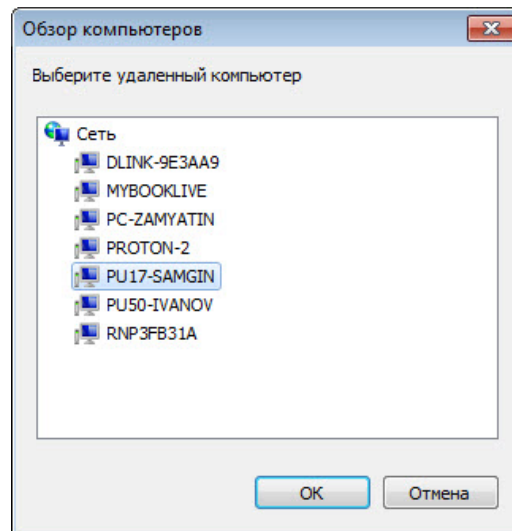 Обзор компьютеров
Выберите удаленный компьютер
Сеть
DLINK-9E3AA9
MYBOOKLIVE
PC-ZAMYATIN
PROTON-2
PU17-SAMGIN
PU50-IVANOV
RNP3FB31A
OK
Отмена